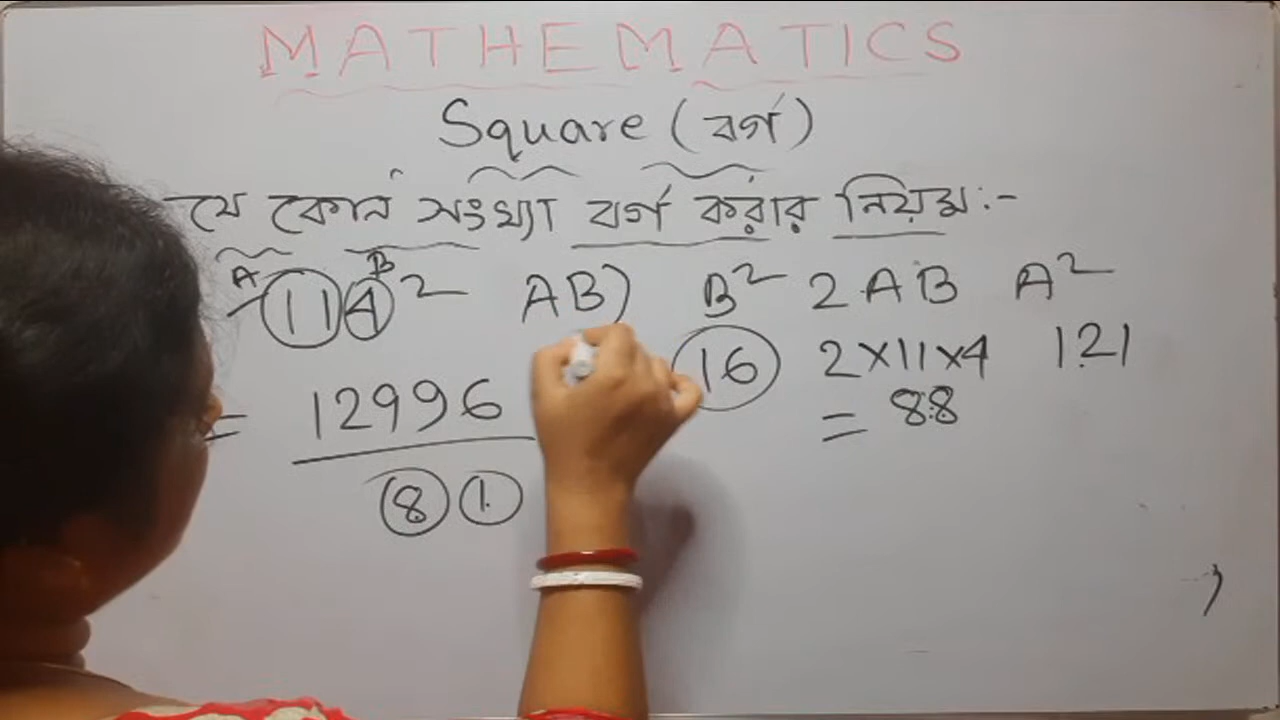 MATHEMATICS
Square (বর্গ)
যে কোন সংখ্যা বর্গ করার নিয়ম :-
A B
114² AB) B² 2AB A²
16 2×11×4 121
= 12996 = 88
8 1